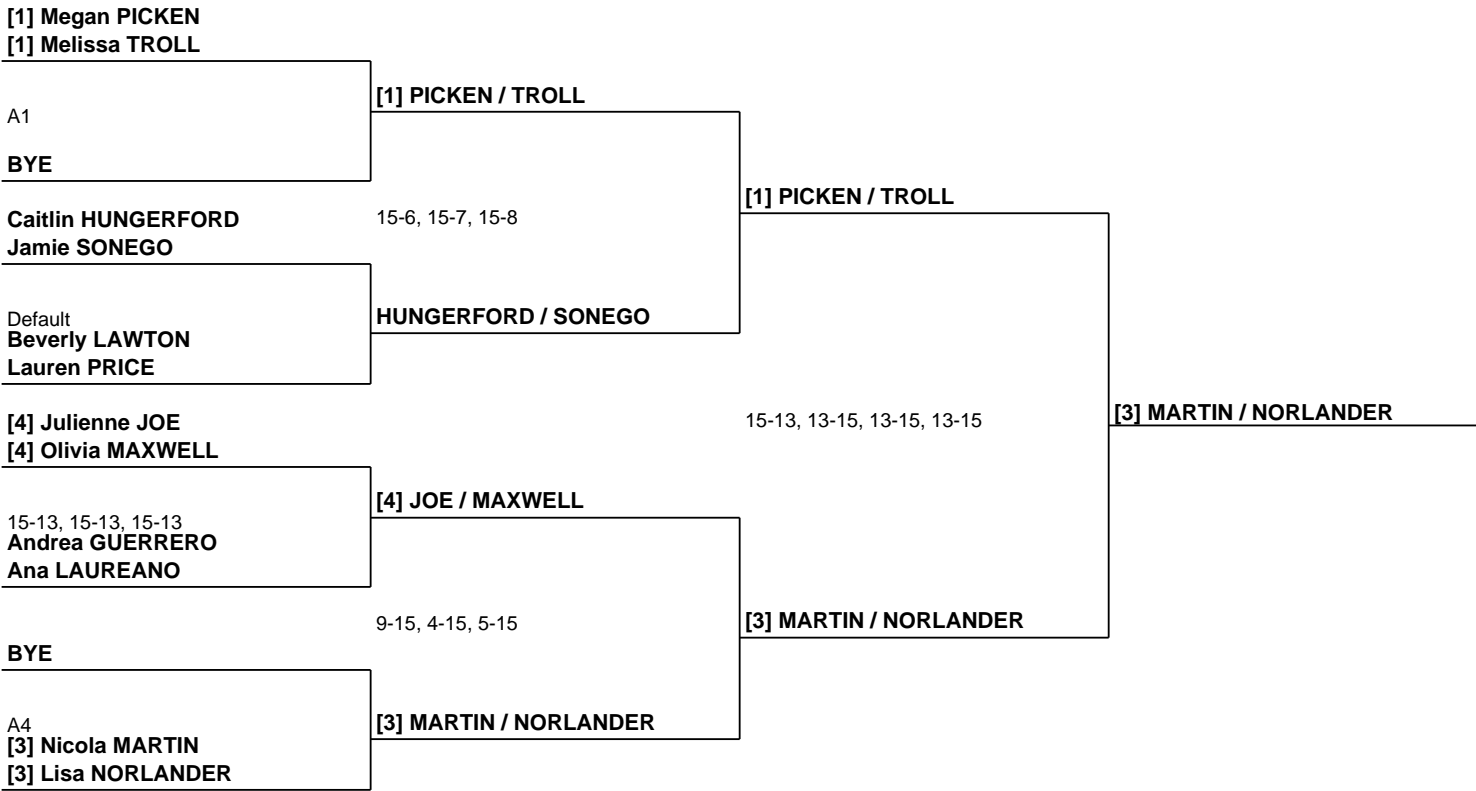 [1] Megan PICKEN
[1] Melissa TROLL
A1
BYE
[1] PICKEN / TROLL
Caitlin HUNGERFORD
Jamie SONEGO
Default
Beverly LAWTON
Lauren PRICE
15-6, 15-7, 15-8
HUNGERFORD / SONEGO
[1] PICKEN / TROLL
[4] Julienne JOE
[4] Olivia MAXWELL
15-13, 15-13, 15-13
Andrea GUERRERO
Ana LAUREANO
[4] JOE / MAXWELL
BYE
A4
[3] Nicola MARTIN
[3] Lisa NORLANDER
9-15, 4-15, 5-15
[3] MARTIN / NORLANDER
15-13, 13-15, 13-15, 13-15
[3] MARTIN / NORLANDER
[3] MARTIN / NORLANDER